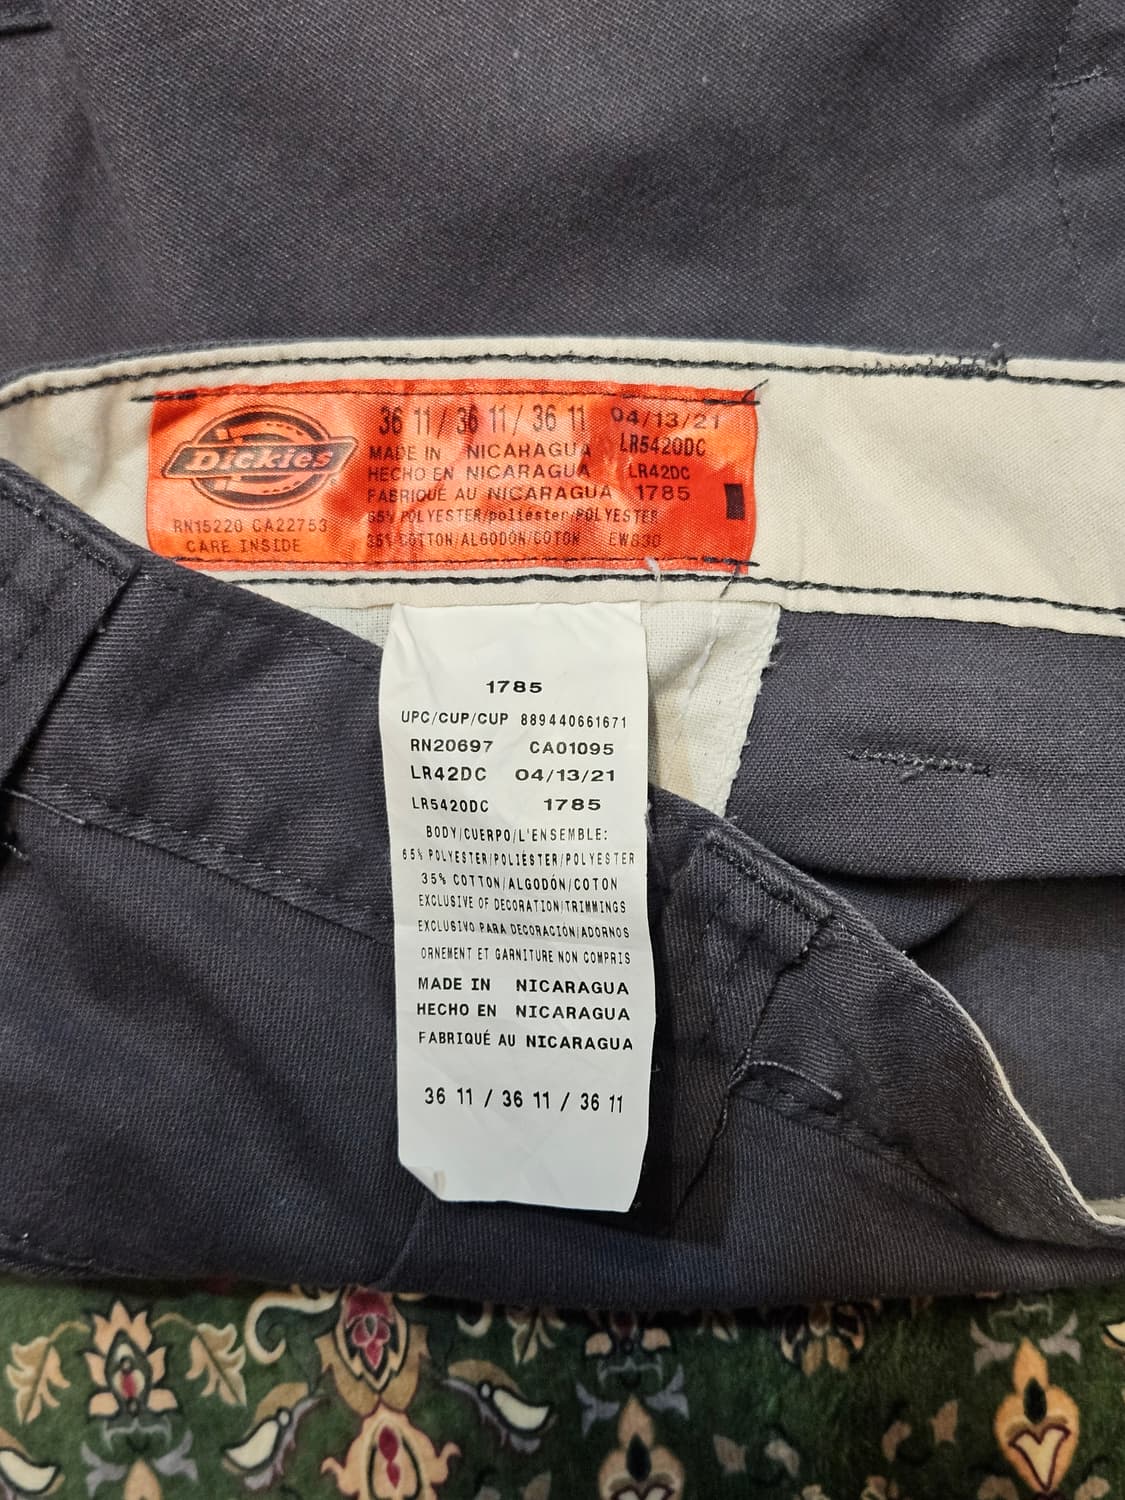 Dickies
RN15220 CA22753
CARE INSIDE
36 11 / 36 11 / 36 11
MADE IN NICARAGUA
HECHO EN NICARAGUA
FABRIQUÉ AU NICARAGUA
65% POLYESTER/poliéster/POLYESTER
35% COTTON/ALGODÓN/COTON EW830
04/13/21
LR5420DC
LR42DC
1785
1785
UPC/CUP/CUP 889440661671
RN20697 CA01095
LR42DC 04/13/21
LR5420DC 1785
BODY/CUERPO/L'ENSEMBLE:
65% POLYESTER/POLIÉSTER/POLYESTER
35% COTTON/ALGODÓN/COTON
EXCLUSIVE OF DECORATION/TRIMMINGS
EXCLUSIVO PARA DECORACIÓN/ADORNOS
ORNEMENT ET GARNITURE NON COMPRIS
MADE IN NICARAGUA
HECHO EN NICARAGUA
FABRIQUÉ AU NICARAGUA
36 11 / 36 11 / 36 11